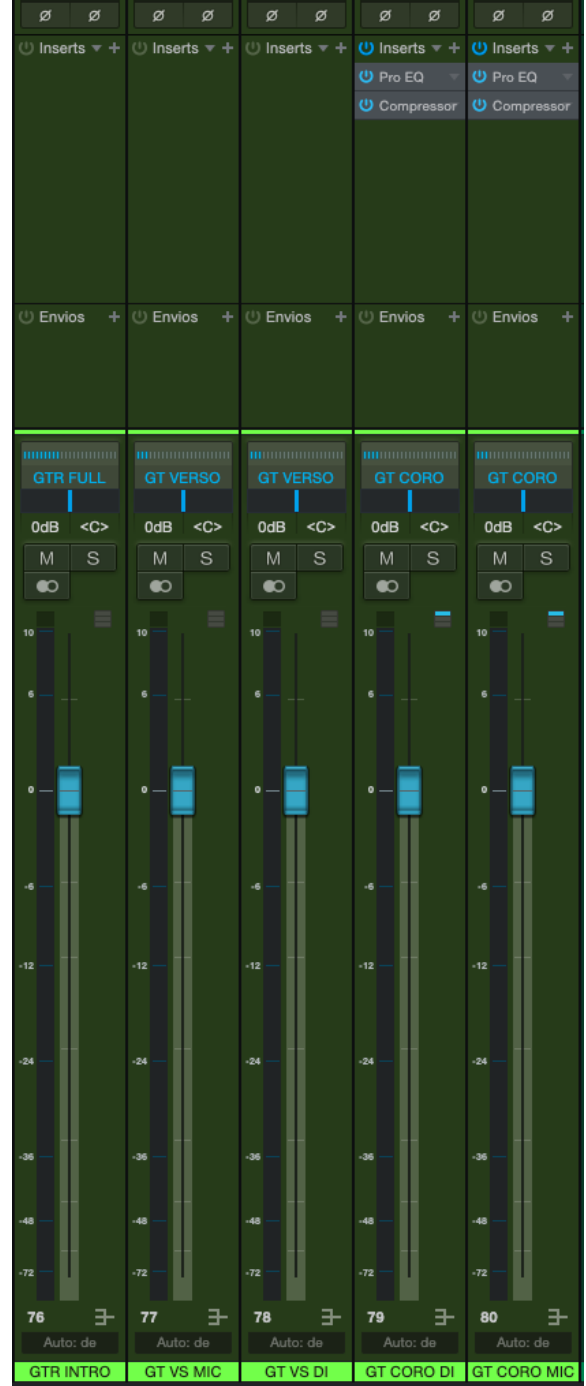 ø ø ø ø ø ø ø ø ø ø
Inserts Inserts Inserts Inserts Inserts
Pro EQ Pro EQ
Compressor Compressor
Envios Envios Envios Envios Envios
GTR FULL GT VERSO GT VERSO GT CORO GT CORO
0dB <C> 0dB <C> 0dB <C> 0dB <C> 0dB <C>
M S M S M S M S M S
10 10 10 10 10
6 6 6 6 6
0 0 0 0 0
-6 -6 -6 -6 -6
-12 -12 -12 -12 -12
-24 -24 -24 -24 -24
-36 -36 -36 -36 -36
-48 -48 -48 -48 -48
-72 -72 -72 -72 -72
76 77 78 79 80
Auto: de Auto: de Auto: de Auto: de Auto: de
GTR INTRO GT VS MIC GT VS DI GT CORO DI GT CORO MIC